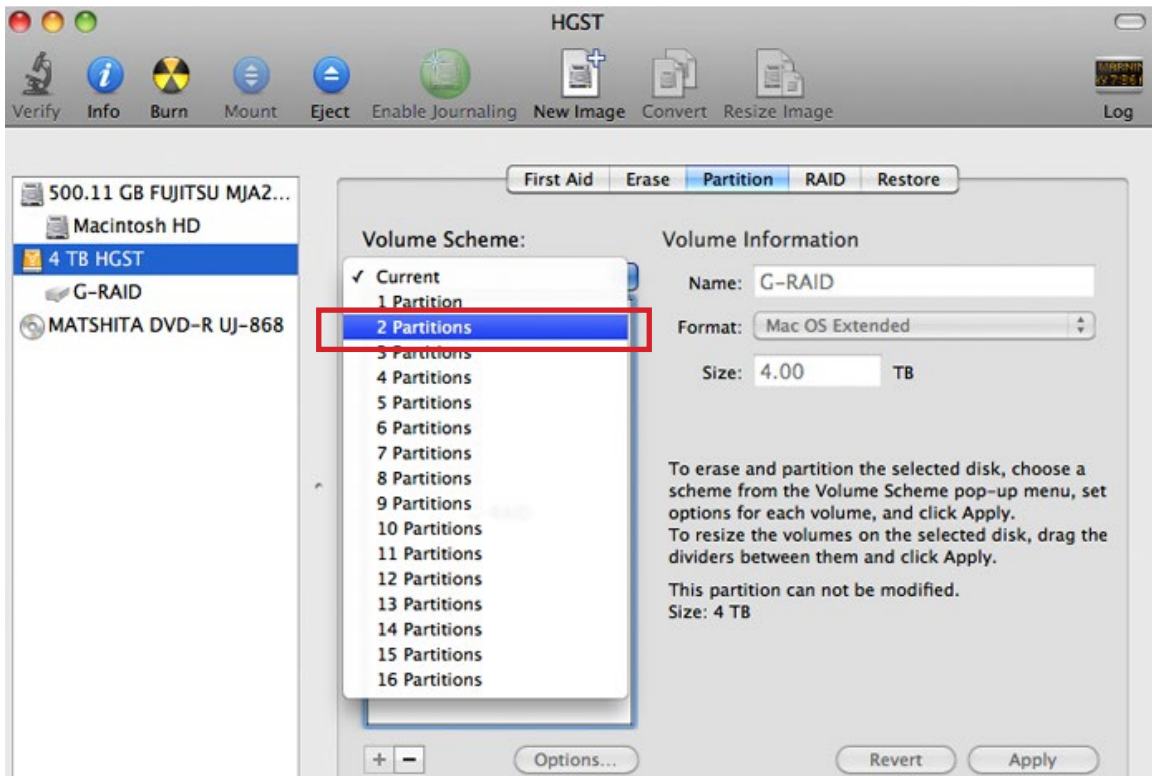 HGST
Verify Info Burn Mount Eject Enable Journaling New Image Convert Resize Image Log
500.11 GB FUJITSU MJA2...
Macintosh HD
4 TB HGST
G-RAID
MATSHITA DVD-R UJ-868
First Aid Erase Partition RAID Restore
Volume Scheme:
✓ Current
1 Partition
2 Partitions
3 Partitions
4 Partitions
5 Partitions
6 Partitions
7 Partitions
8 Partitions
9 Partitions
10 Partitions
11 Partitions
12 Partitions
13 Partitions
14 Partitions
15 Partitions
16 Partitions
Volume Information
Name: G-RAID
Format: Mac OS Extended
Size: 4.00 TB
To erase and partition the selected disk, choose a
scheme from the Volume Scheme pop-up menu, set
options for each volume, and click Apply.
To resize the volumes on the selected disk, drag the
dividers between them and click Apply.
This partition can not be modified.
Size: 4 TB
+ − Options... Revert Apply